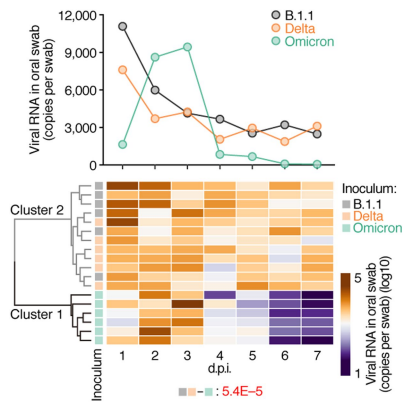 Viral RNA in oral swab
(copies per swab)
12,000
9,000
6,000
3,000
0
B.1.1
Delta
Omicron
Cluster 2
Cluster 1
Inoculum
1 2 3 4 5 6 7
d.p.i.
Inoculum:
B.1.1
Delta
Omicron
5
1
Viral RNA in oral swab
(copies per swab) (log10)
– : 5.4E–5